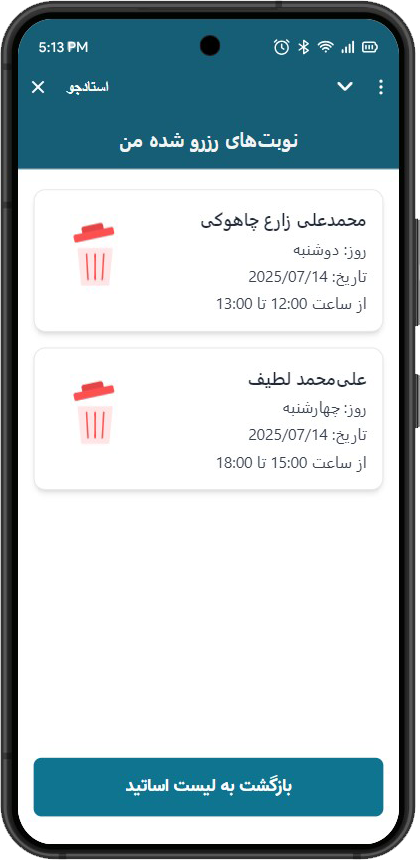 5:13 PM
استادجو
نوبت‌های رزرو شده من
محمدعلی زارع چاهوکی
روز: دوشنبه
تاریخ: 2025/07/14
از ساعت 12:00 تا 13:00
علی‌محمد لطیف
روز: چهارشنبه
تاریخ: 2025/07/14
از ساعت 15:00 تا 18:00
بازگشت به لیست اساتید